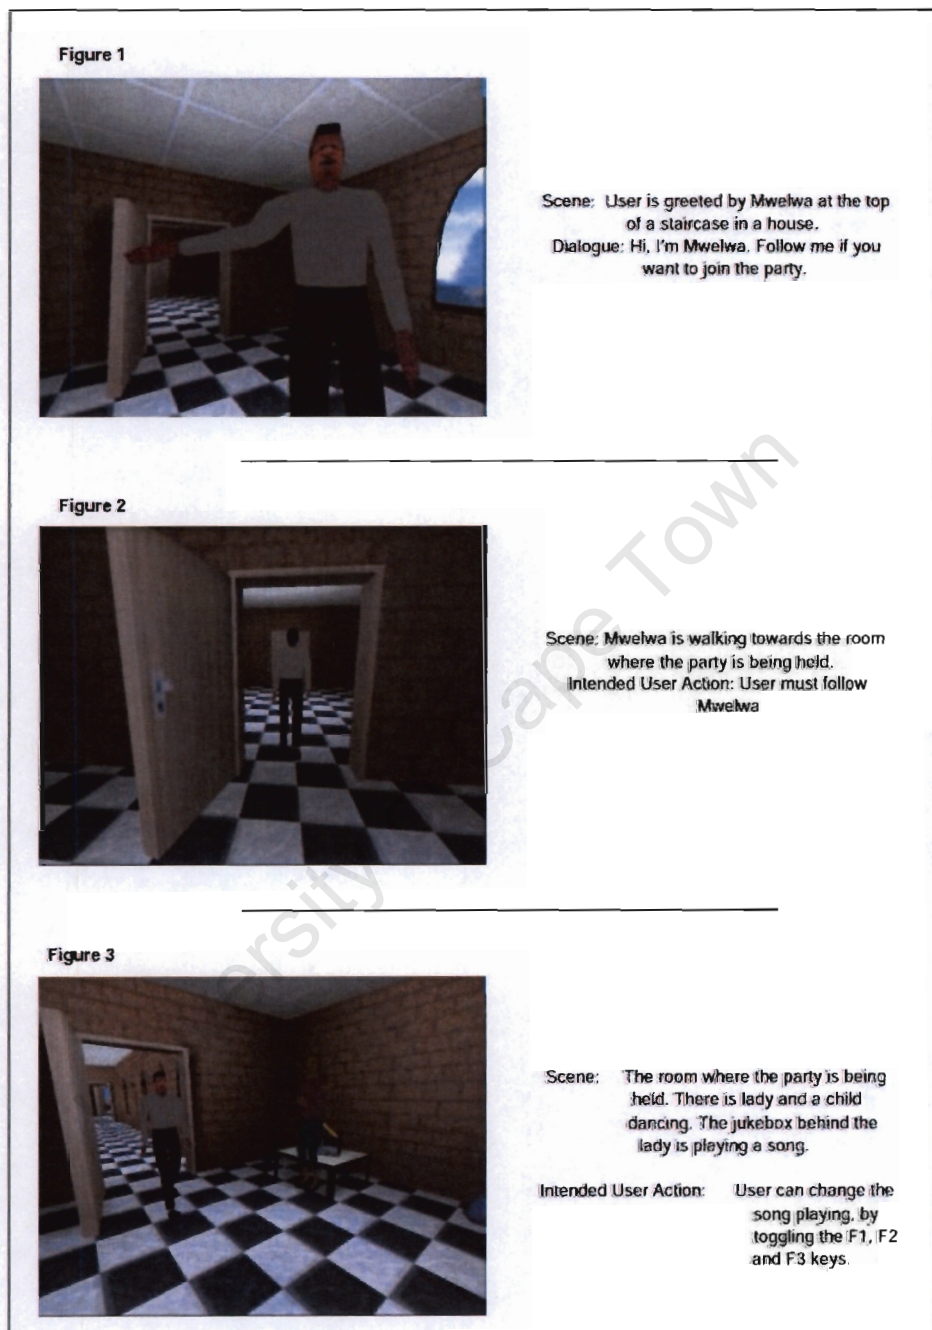 Figure 1
Scene: User is greeted by Mwelwa at the top
of a staircase in a house.
Dialogue: Hi, I'm Mwelwa. Follow me if you
want to join the party.
Figure 2
Scene: Mwelwa is walking towards the room
where the party is being held.
Intended User Action: User must follow
Mwelwa
Figure 3
Scene: The room where the party is being
held. There is lady and a child
dancing. The jukebox behind the
lady is playing a song.
Intended User Action: User can change the
song playing, by
toggling the F1, F2
and F3 keys.
Cape Town